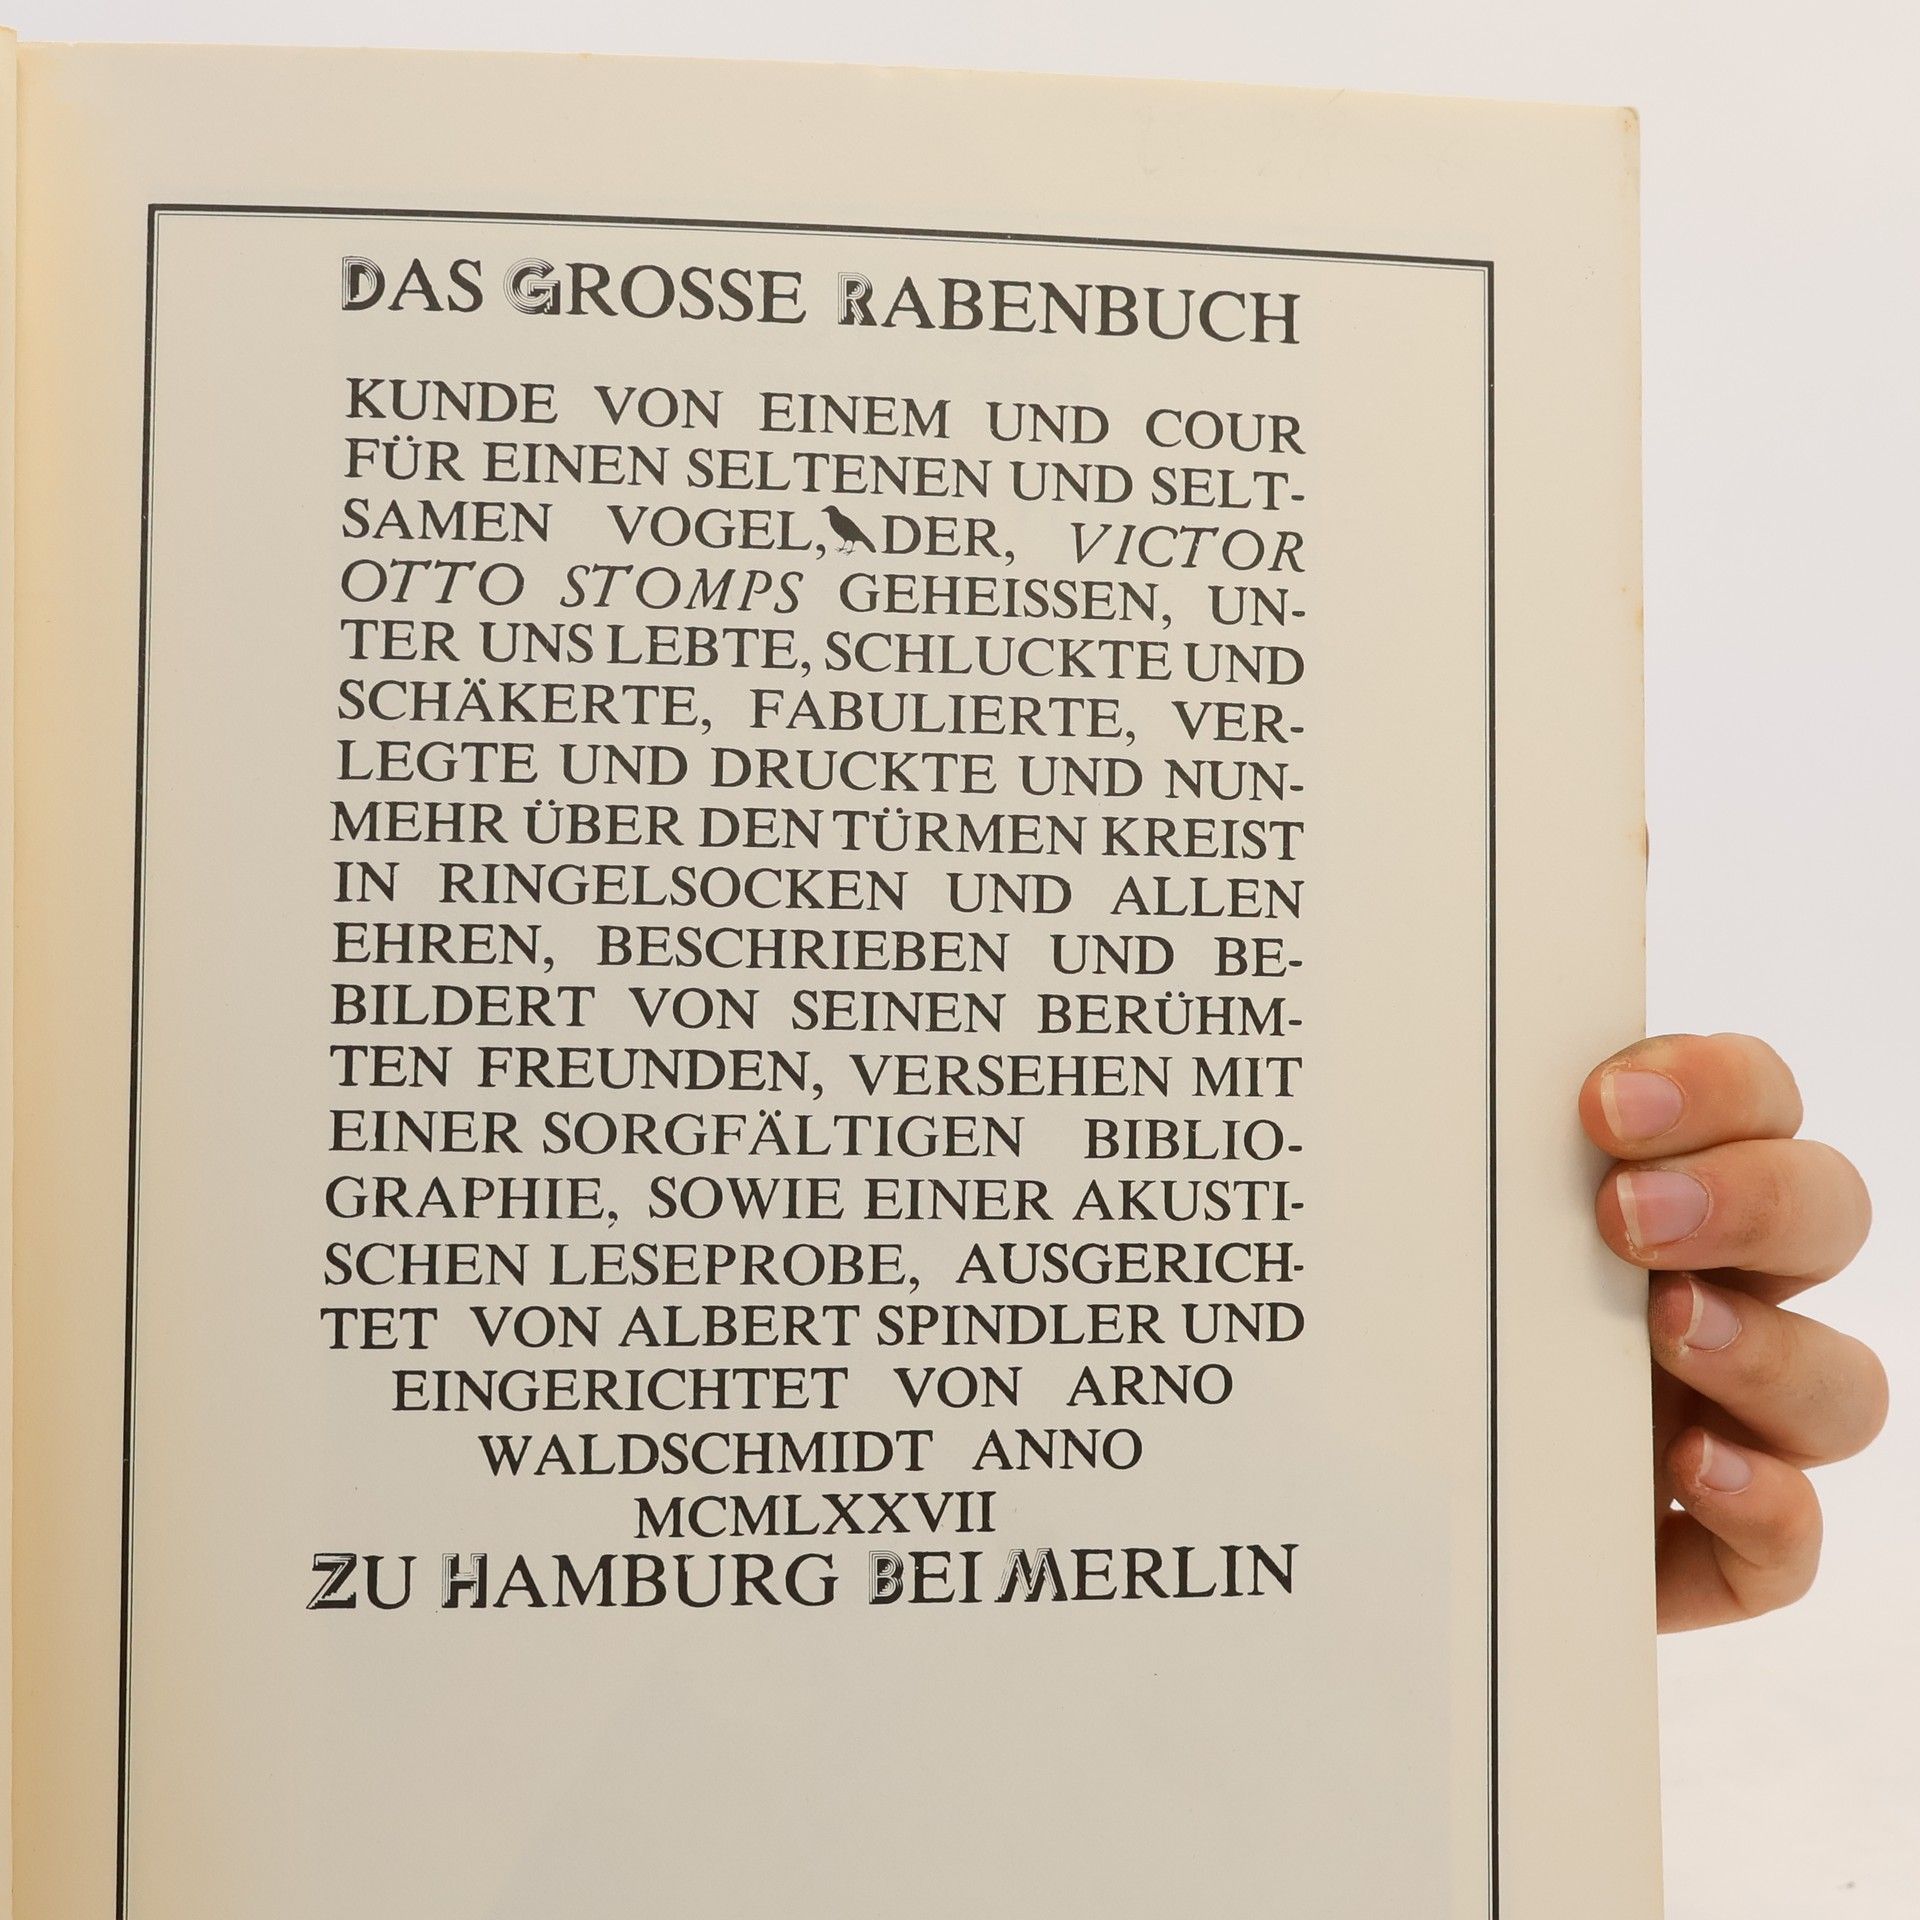 DAS GROSSE RABENBUCH
KUNDE VON EINEM UND COUR
FÜR EINEN SELTENEN UND SELT-
SAMEN VOGEL, DER, VICTOR
OTTO STOMPS GEHEISSEN, UN-
TER UNS LEBTE, SCHLUCKTE UND
SCHÄKERTE, FABULIERTE, VER-
LEGTE UND DRUCKTE UND NUN-
MEHR ÜBER DEN TÜRMEN KREIST
IN RINGELSOCKEN UND ALLEN
EHREN, BESCHRIEBEN UND BE-
BILDERT VON SEINEN BERÜHM-
TEN FREUNDEN, VERSEHEN MIT
EINER SORGFÄLTIGEN BIBLIO-
GRAPHIE, SOWIE EINER AKUSTI-
SCHEN LESEPROBE, AUSGERICH-
TET VON ALBERT SPINDLER UND
EINGERICHTET VON ARNO
WALDSCHMIDT ANNO
MCMLXXVII
ZU HAMBURG BEI MERLIN